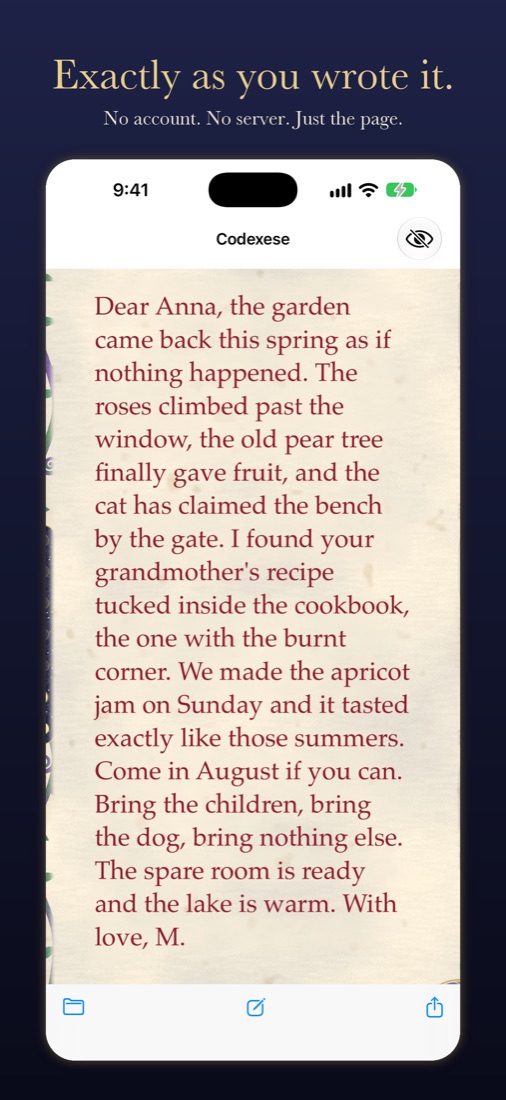 Exactly as you wrote it.
No account. No server. Just the page.
9:41
Codexese
Dear Anna, the garden
came back this spring as if
nothing happened. The
roses climbed past the
window, the old pear tree
finally gave fruit, and the
cat has claimed the bench
by the gate. I found your
grandmother's recipe
tucked inside the cookbook,
the one with the burnt
corner. We made the apricot
jam on Sunday and it tasted
exactly like those summers.
Come in August if you can.
Bring the children, bring
the dog, bring nothing else.
The spare room is ready
and the lake is warm. With
love, M.